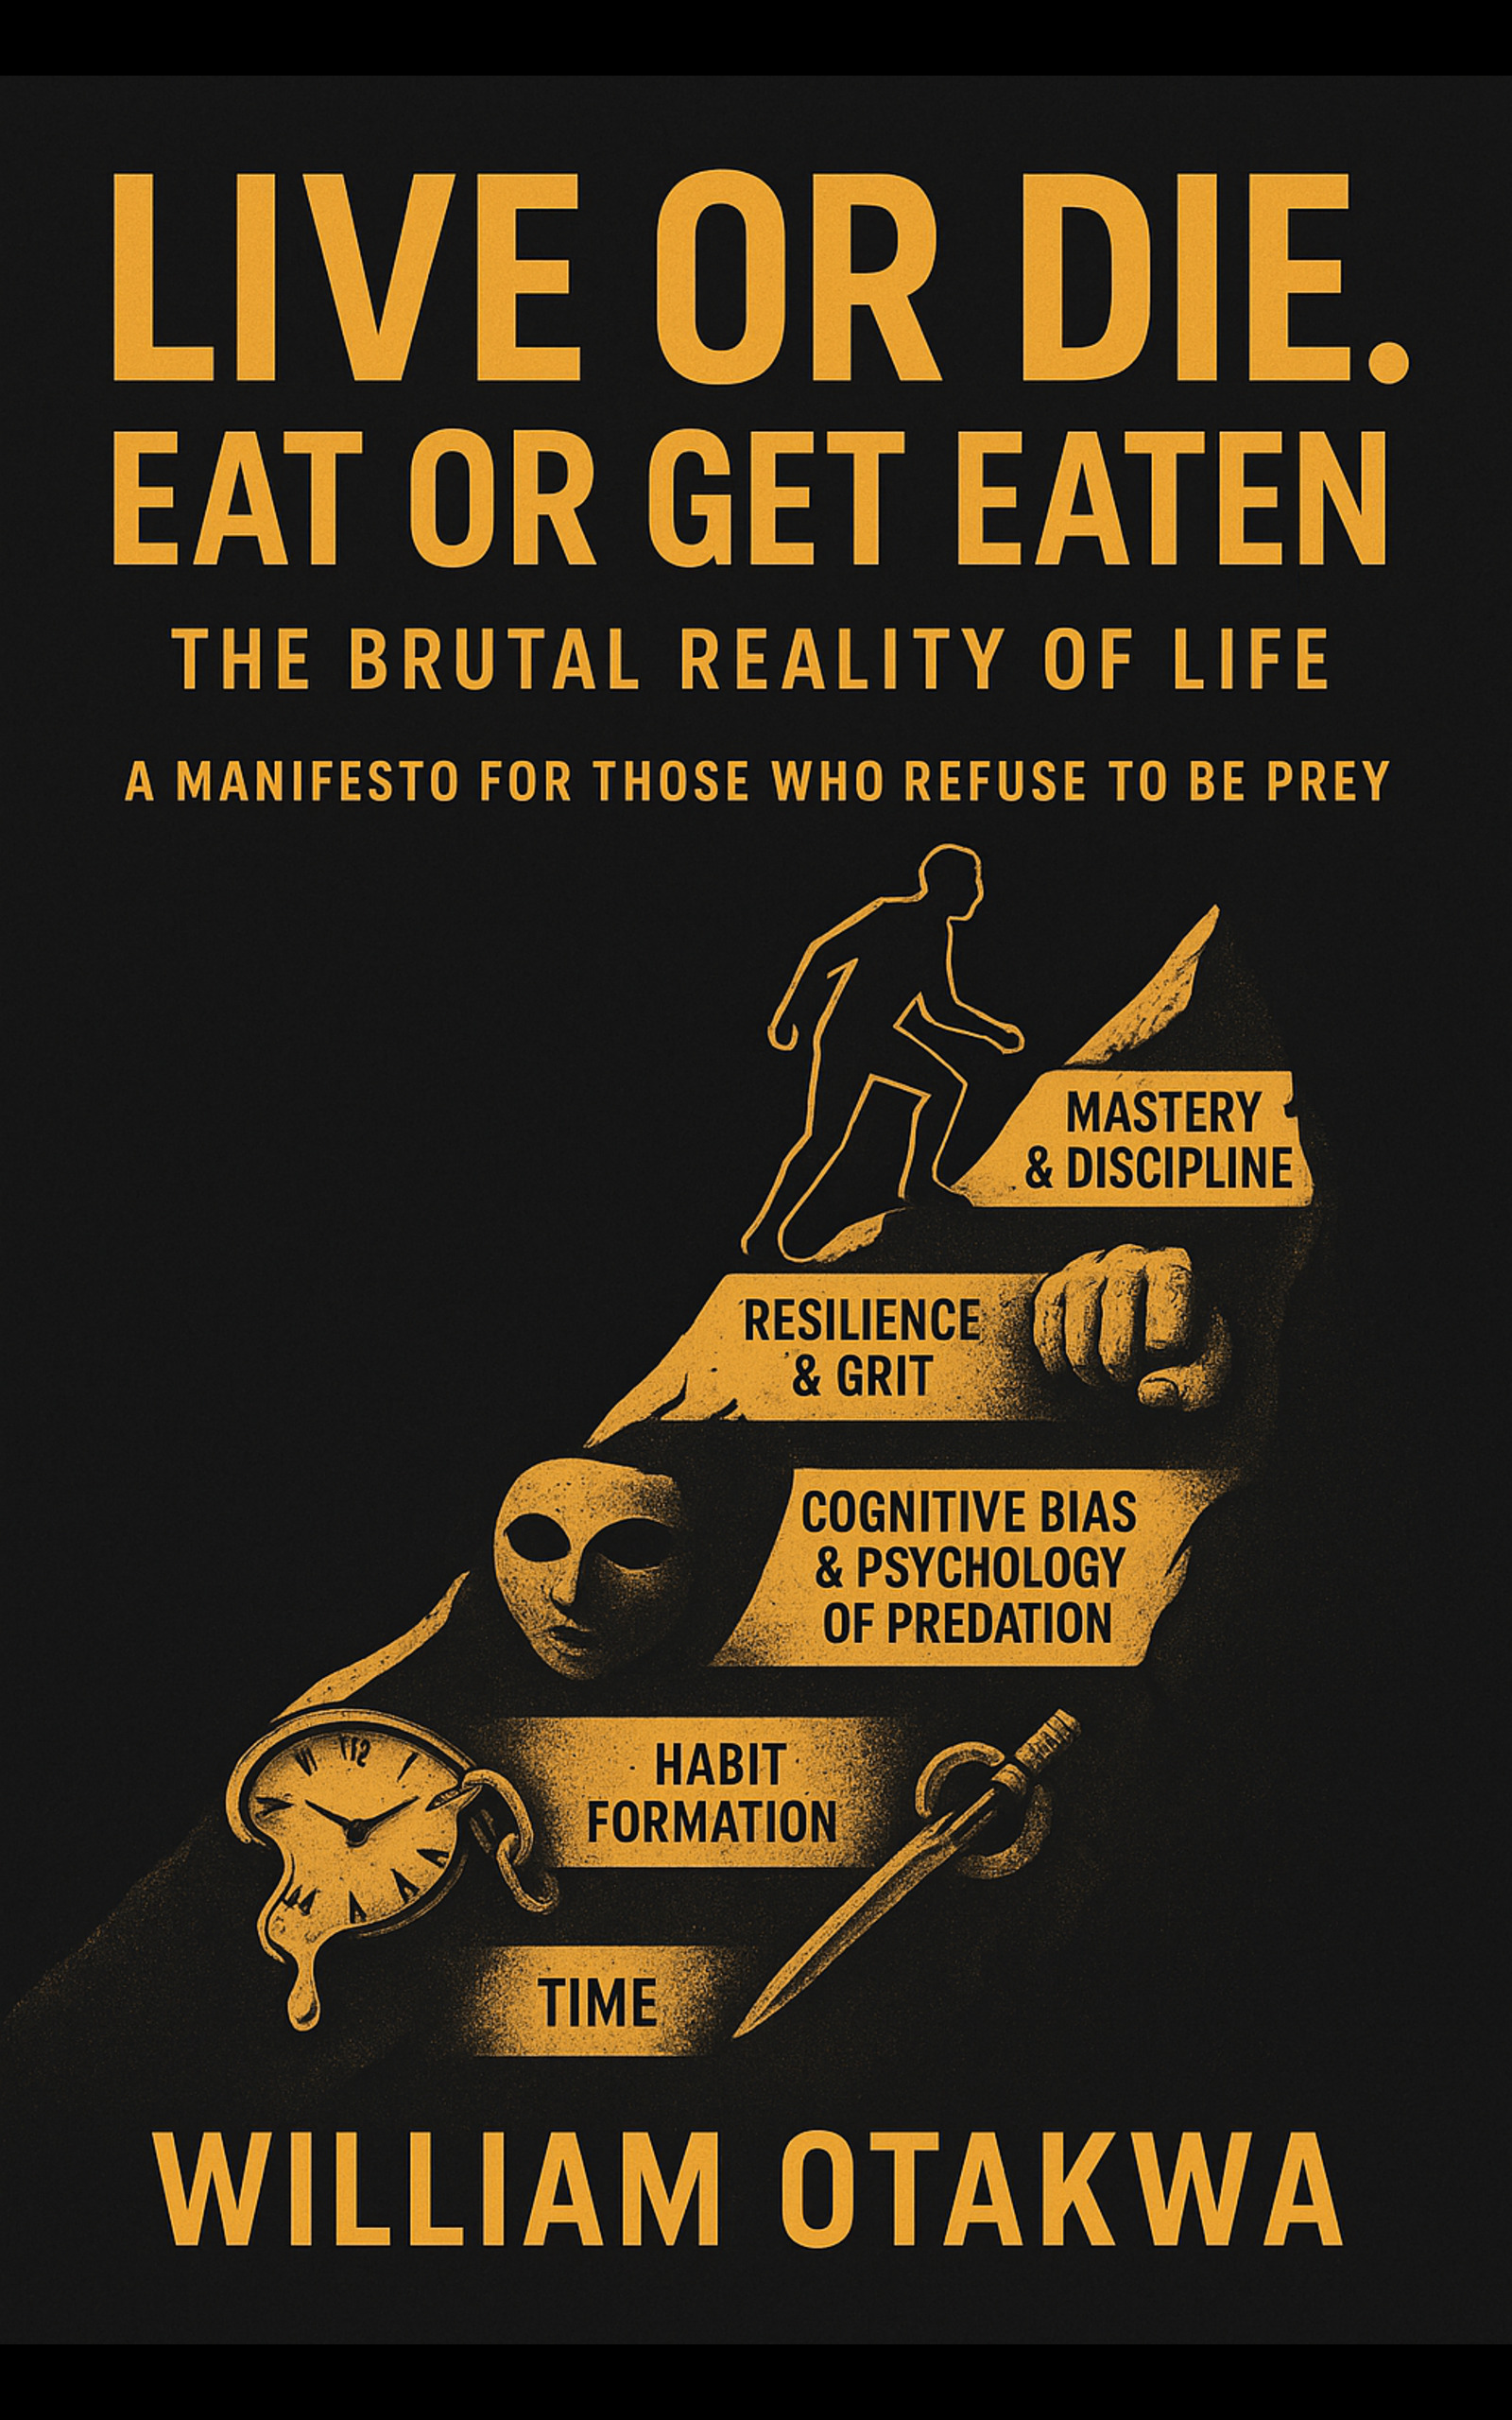 LIVE OR DIE.
EAT OR GET EATEN
THE BRUTAL REALITY OF LIFE
A MANIFESTO FOR THOSE WHO REFUSE TO BE PREY
MASTERY
& DISCIPLINE
RESILIENCE
& GRIT
COGNITIVE BIAS
& PSYCHOLOGY
OF PREDATION
HABIT
FORMATION
TIME
WILLIAM OTAKWA